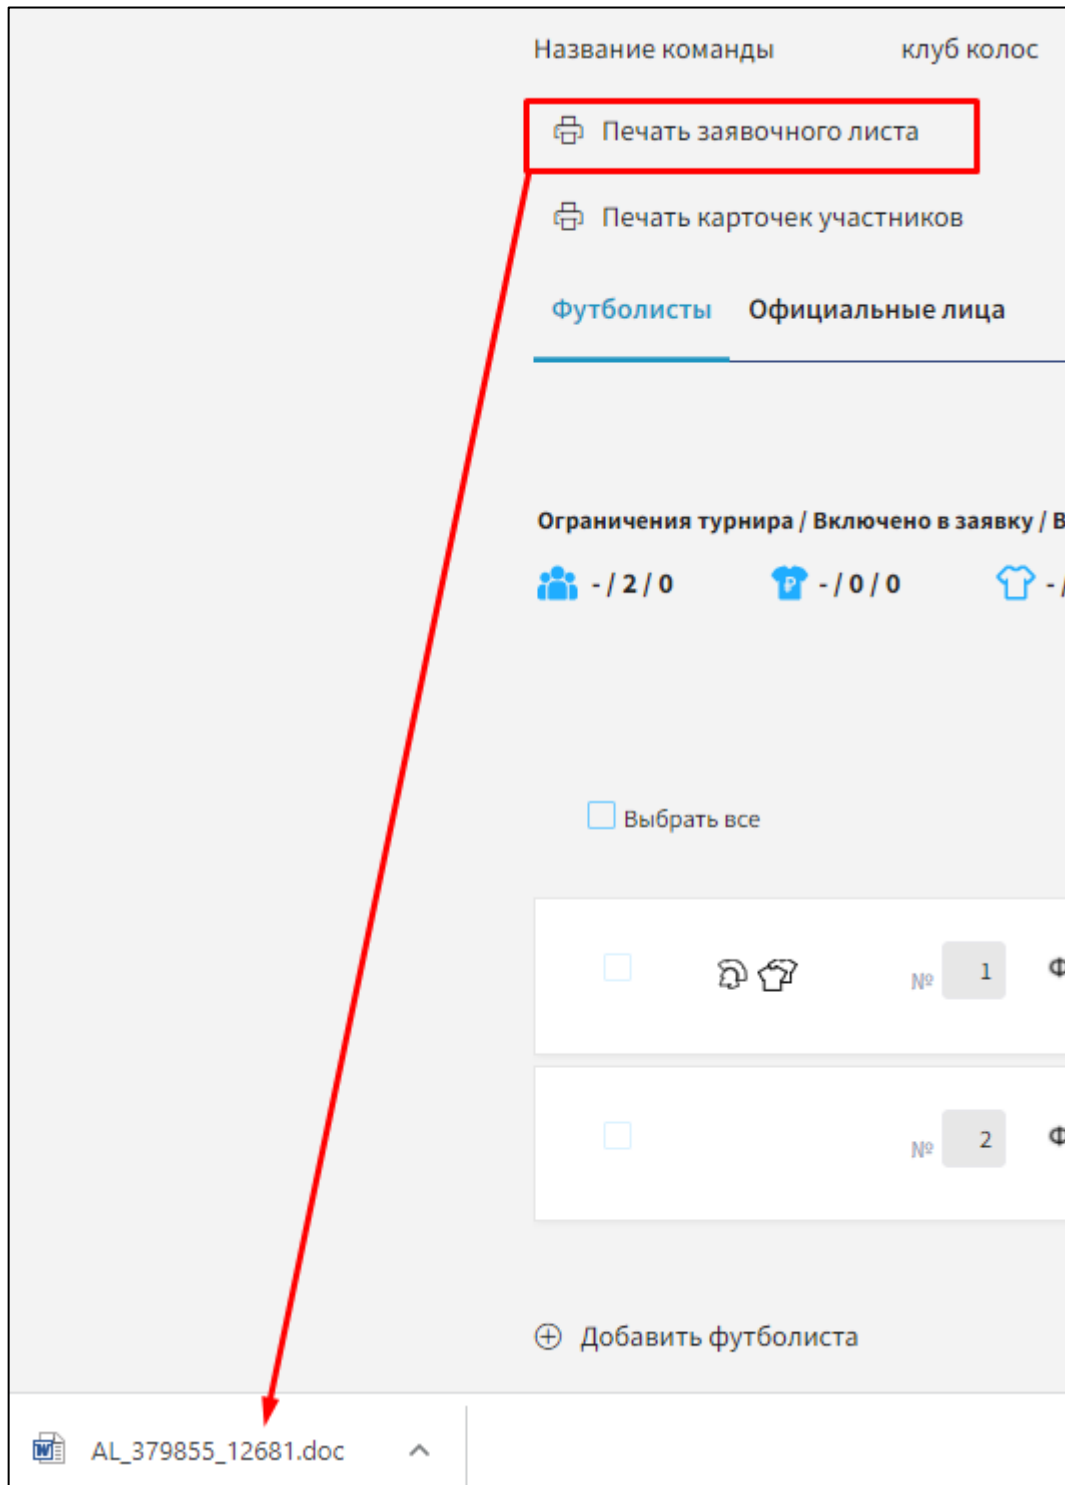 Название команды клуб колос
Печать заявочного листа
Печать карточек участников
Футболисты Официальные лица
Ограничения турнира / Включено в заявку / В
- / 2 / 0 - / 0 / 0 - /
Выбрать все
№ 1 Ф
№ 2 Ф
Добавить футболиста
AL_379855_12681.doc